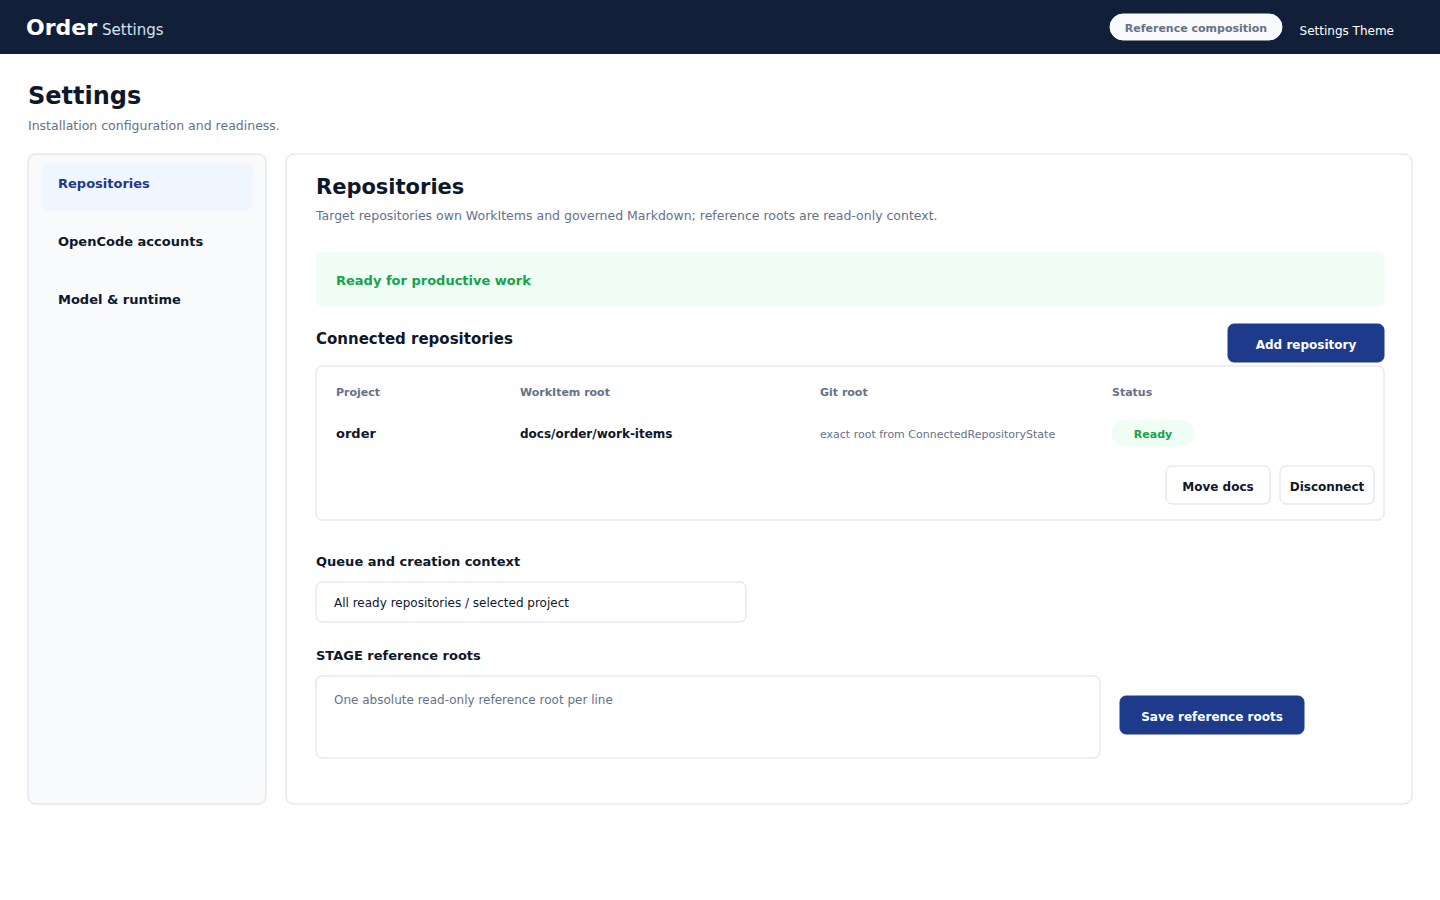 Order Settings
Reference composition
Settings Theme
Settings
Installation configuration and readiness.
Repositories
OpenCode accounts
Model & runtime
Repositories
Target repositories own WorkItems and governed Markdown; reference roots are read-only context.
Ready for productive work
Connected repositories
Add repository
Project WorkItem root Git root Status
order docs/order/work-items exact root from ConnectedRepositoryState Ready
Move docs Disconnect
Queue and creation context
All ready repositories / selected project
STAGE reference roots
One absolute read-only reference root per line
Save reference roots